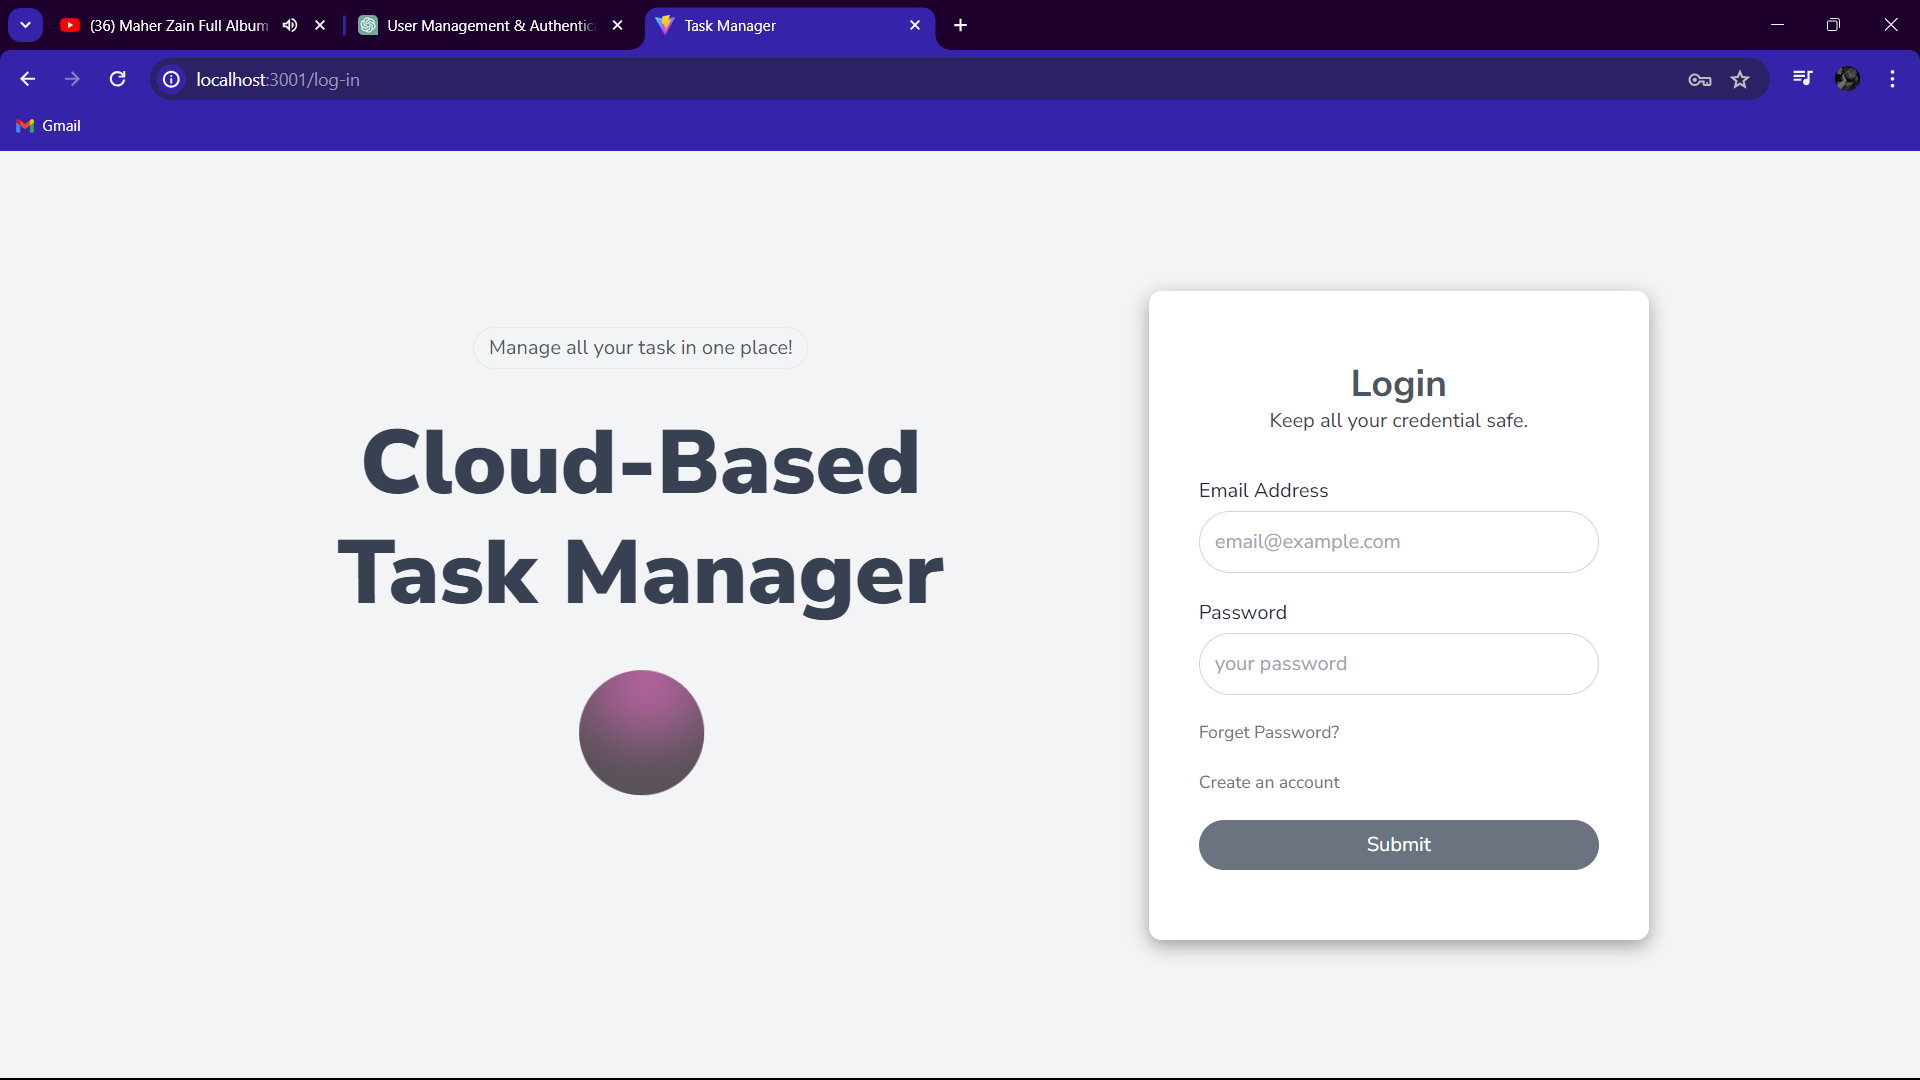 (36) Maher Zain Full Album
User Management & Authentic
Task Manager
localhost:3001/log-in
Gmail
Manage all your task in one place!
Cloud-Based
Task Manager
Login
Keep all your credential safe.
Email Address
email@example.com
Password
your password
Forget Password?
Create an account
Submit